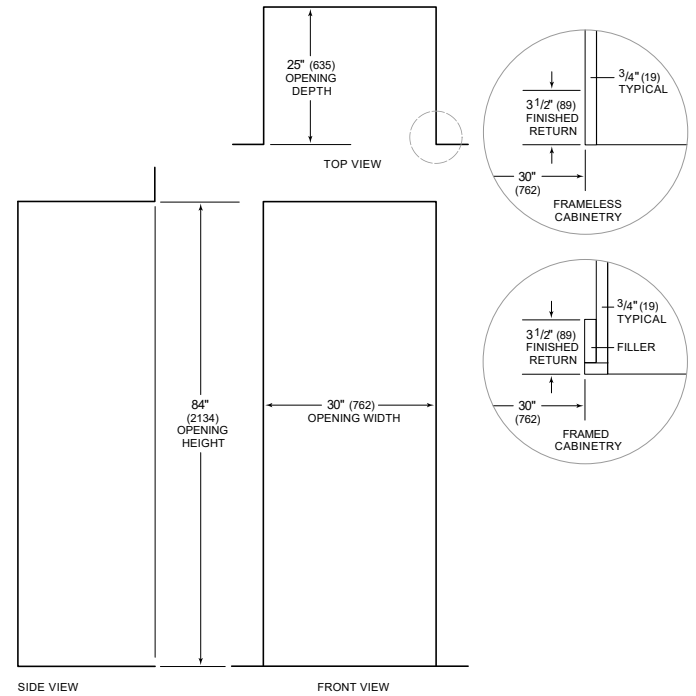 25" (635)
OPENING
DEPTH
TOP VIEW
3/4" (19)
TYPICAL
3 1/2" (89)
FINISHED
RETURN
30"
(762)
FRAMELESS
CABINETRY
3/4" (19)
TYPICAL
3 1/2" (89)
FINISHED
RETURN
FILLER
30"
(762)
FRAMED
CABINETRY
84"
(2134)
OPENING
HEIGHT
30" (762)
OPENING WIDTH
SIDE VIEW
FRONT VIEW